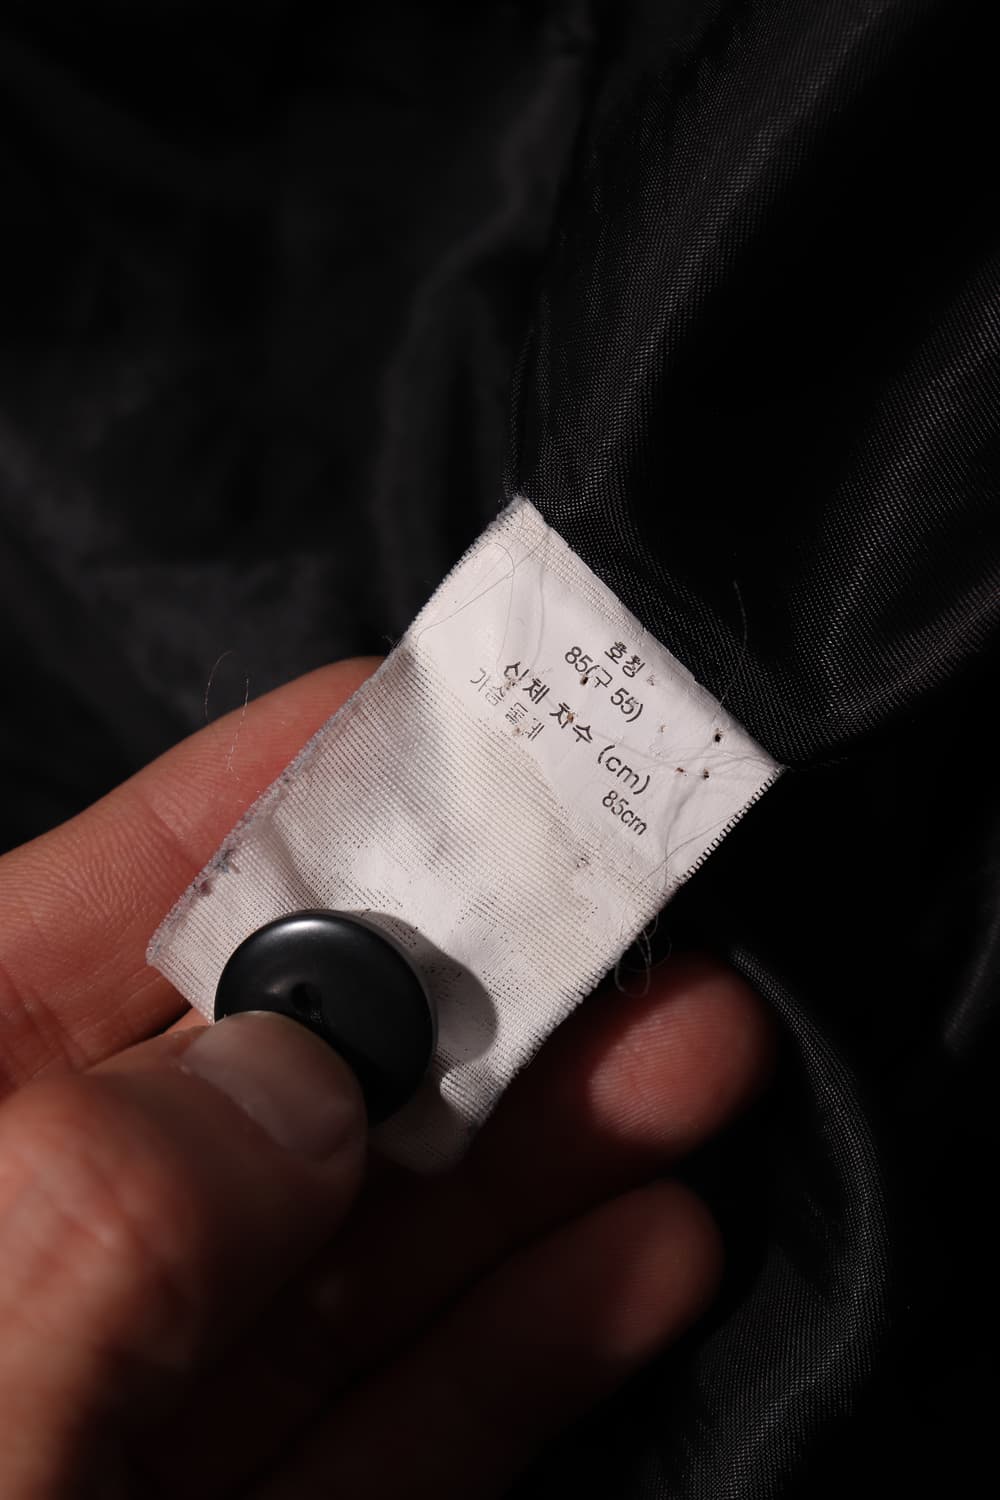 호칭
85(구 55)
신체 치수 (cm)
가슴둘레 85cm